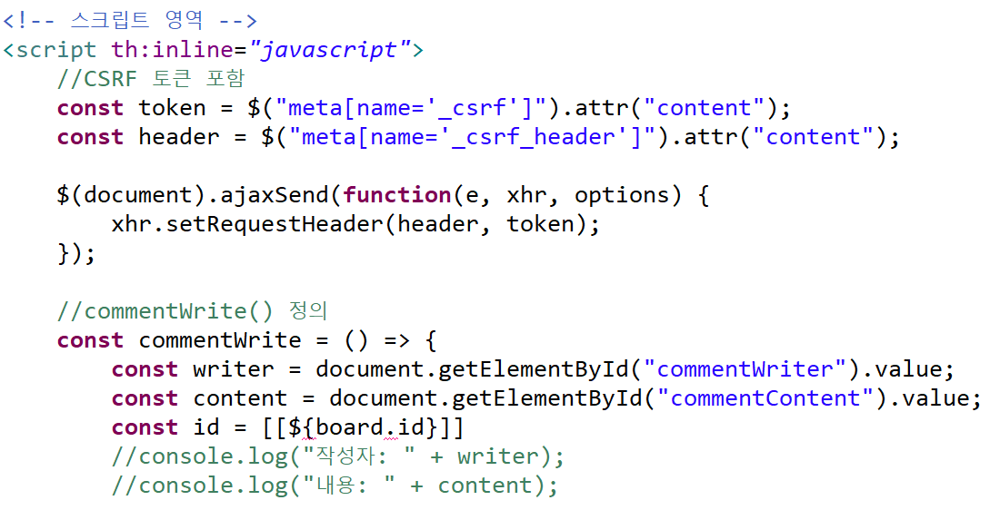 <!-- 스크립트 영역 -->
<script th:inline="javascript">
    //CSRF 토큰 포함
    const token = $("meta[name='_csrf']").attr("content");
    const header = $("meta[name='_csrf_header']").attr("content");

    $(document).ajaxSend(function(e, xhr, options) {
        xhr.setRequestHeader(header, token);
    });

    //commentWrite() 정의
    const commentWrite = () => {
        const writer = document.getElementById("commentWriter").value;
        const content = document.getElementById("commentContent").value;
        const id = [[${board.id}]]
        //console.log("작성자: " + writer);
        //console.log("내용: " + content);